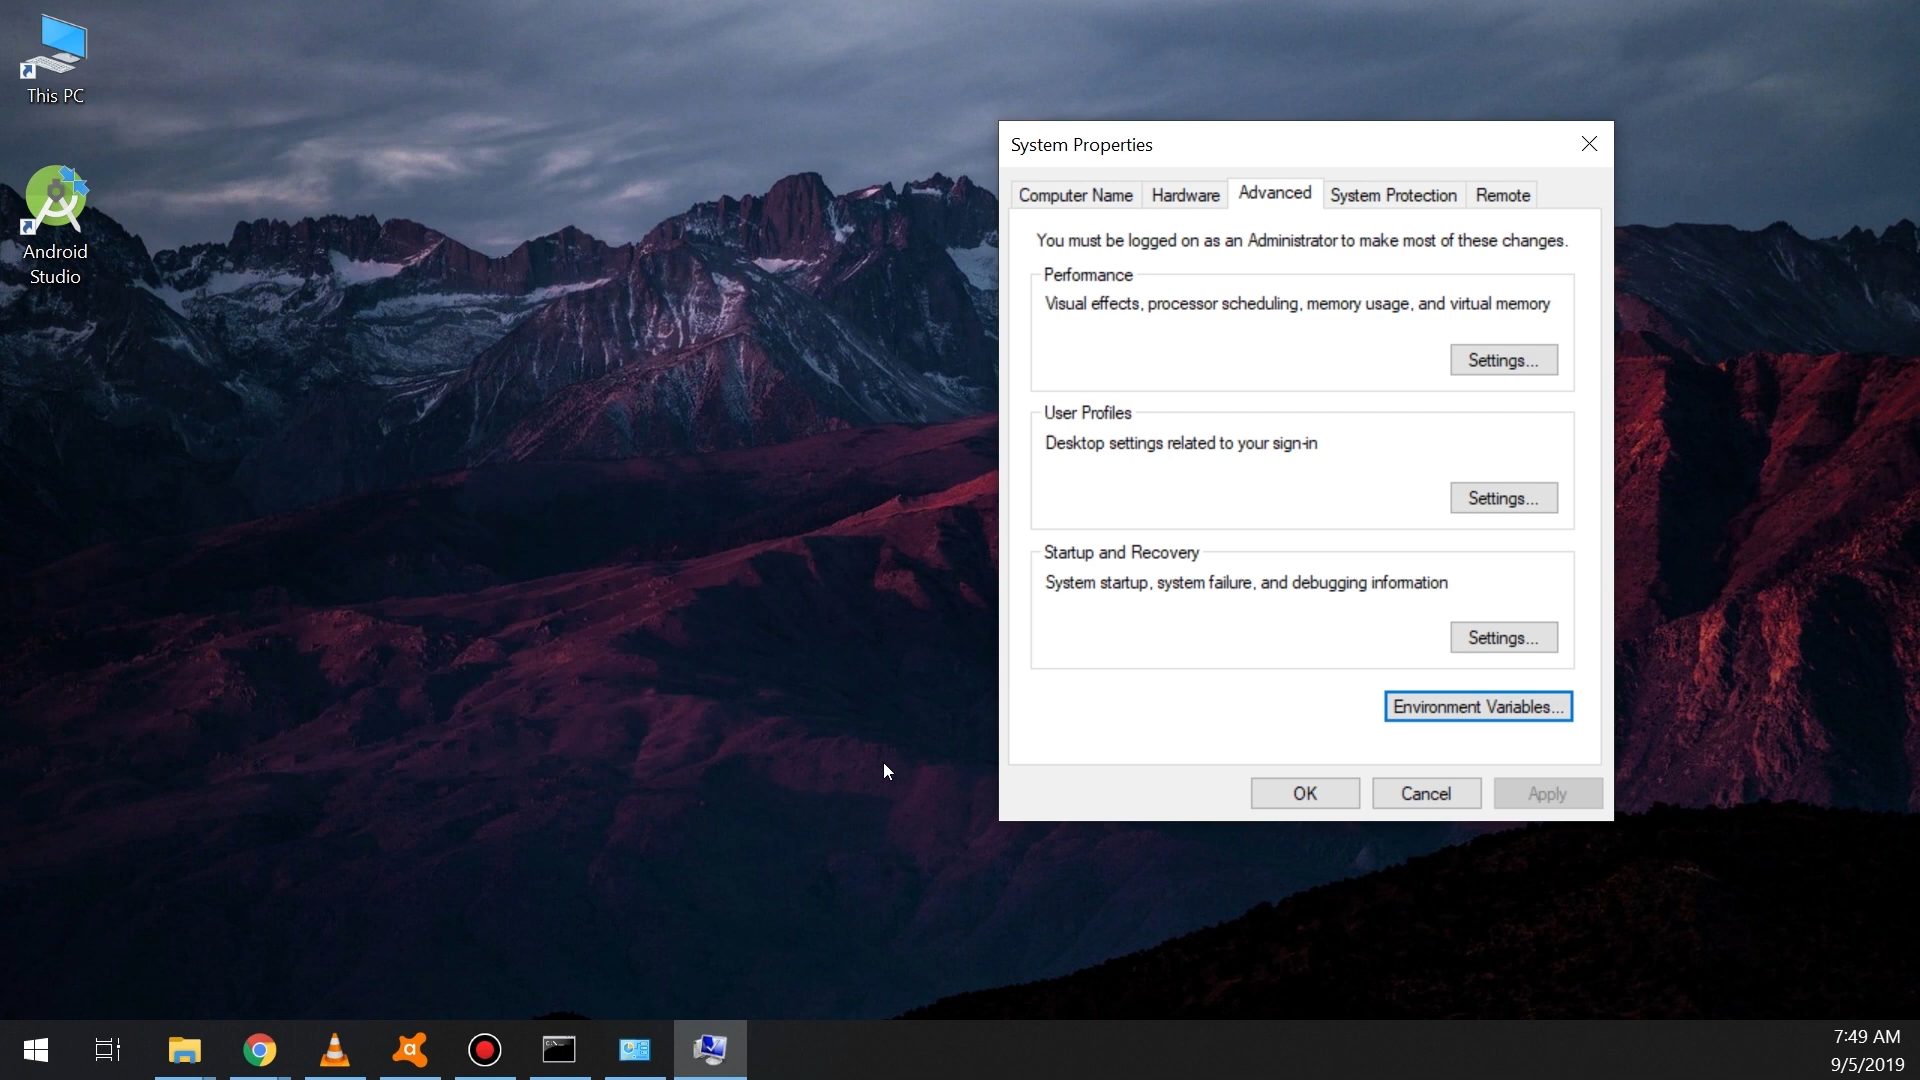 This PC
Android
Studio
System Properties
Computer Name
Hardware
Advanced
System Protection
Remote
You must be logged on as an Administrator to make most of these changes.
Performance
Visual effects, processor scheduling, memory usage, and virtual memory
Settings...
User Profiles
Desktop settings related to your sign-in
Settings...
Startup and Recovery
System startup, system failure, and debugging information
Settings...
Environment Variables...
OK
Cancel
Apply
7:49 AM
9/5/2019